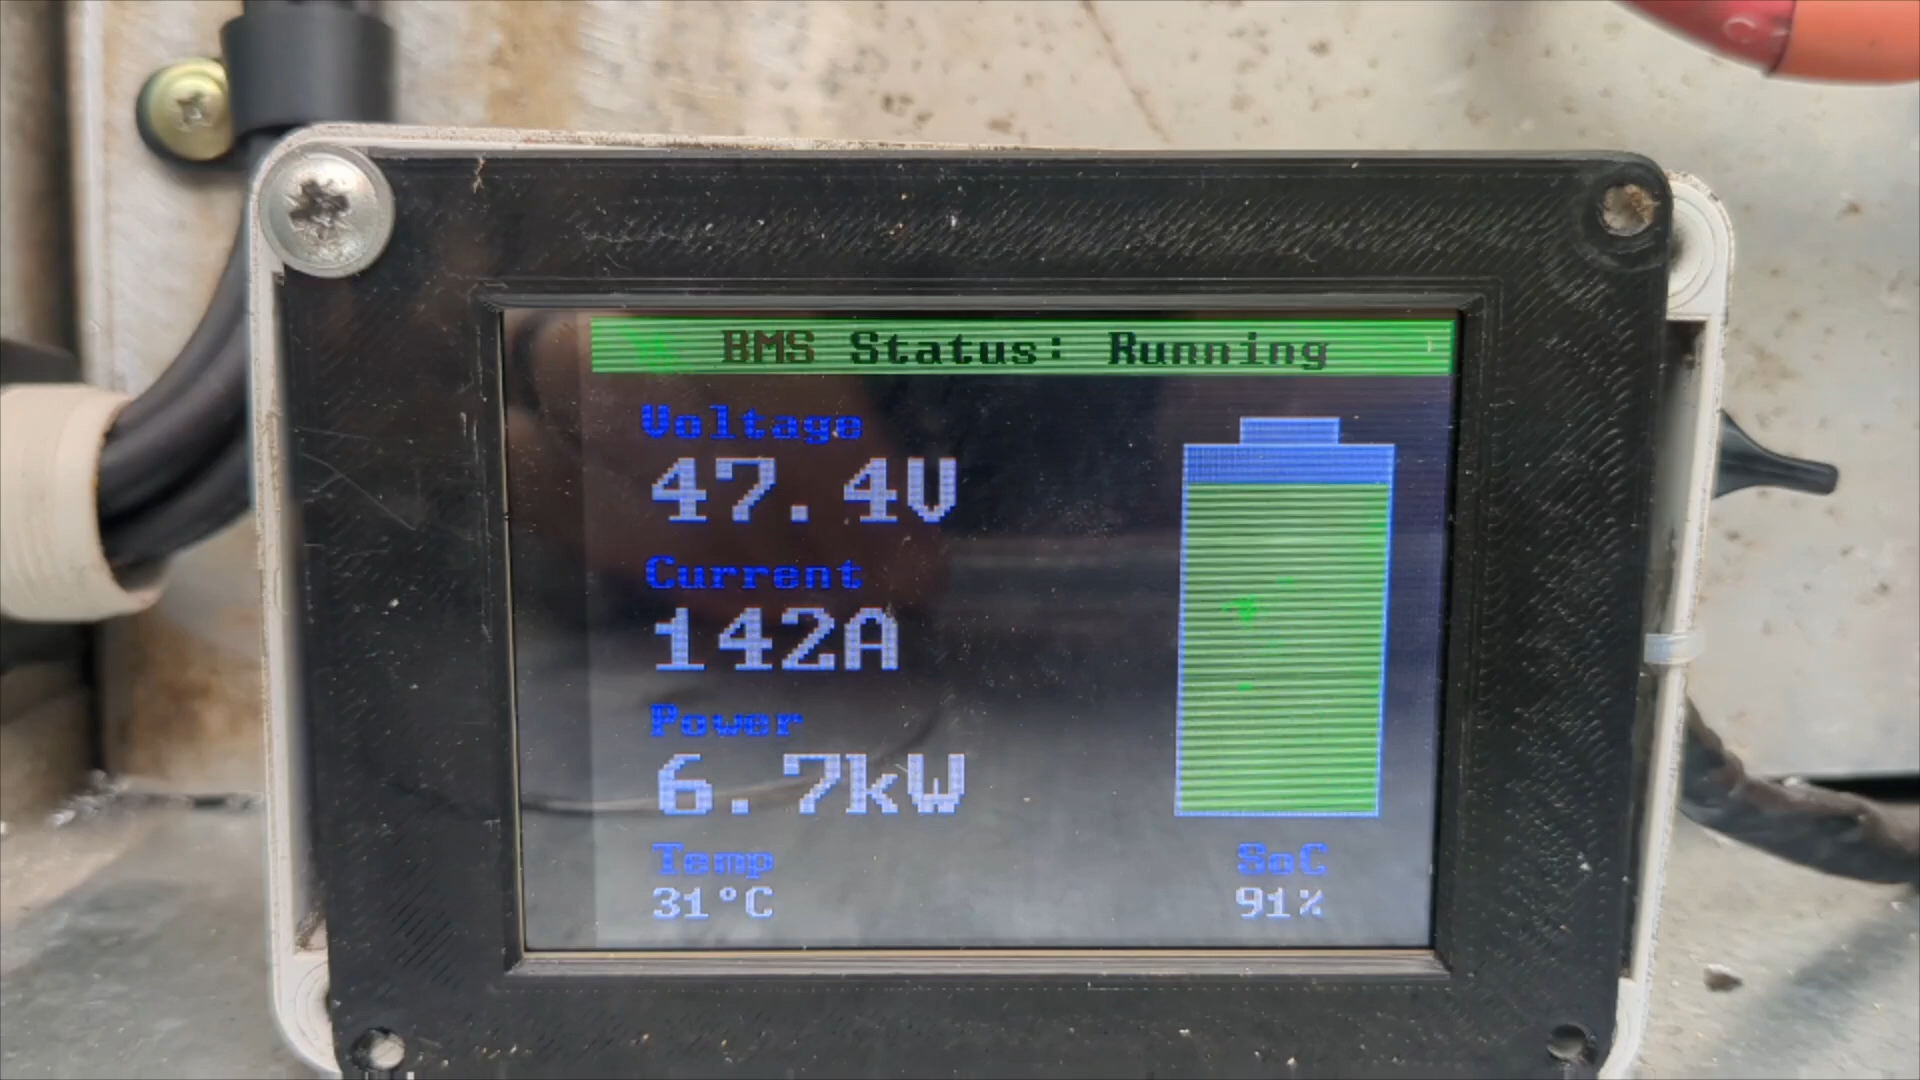 BMS Status: Running
Voltage
47.4V
Current
142A
Power
6.7kW
Temp
31°C
SoC
91%